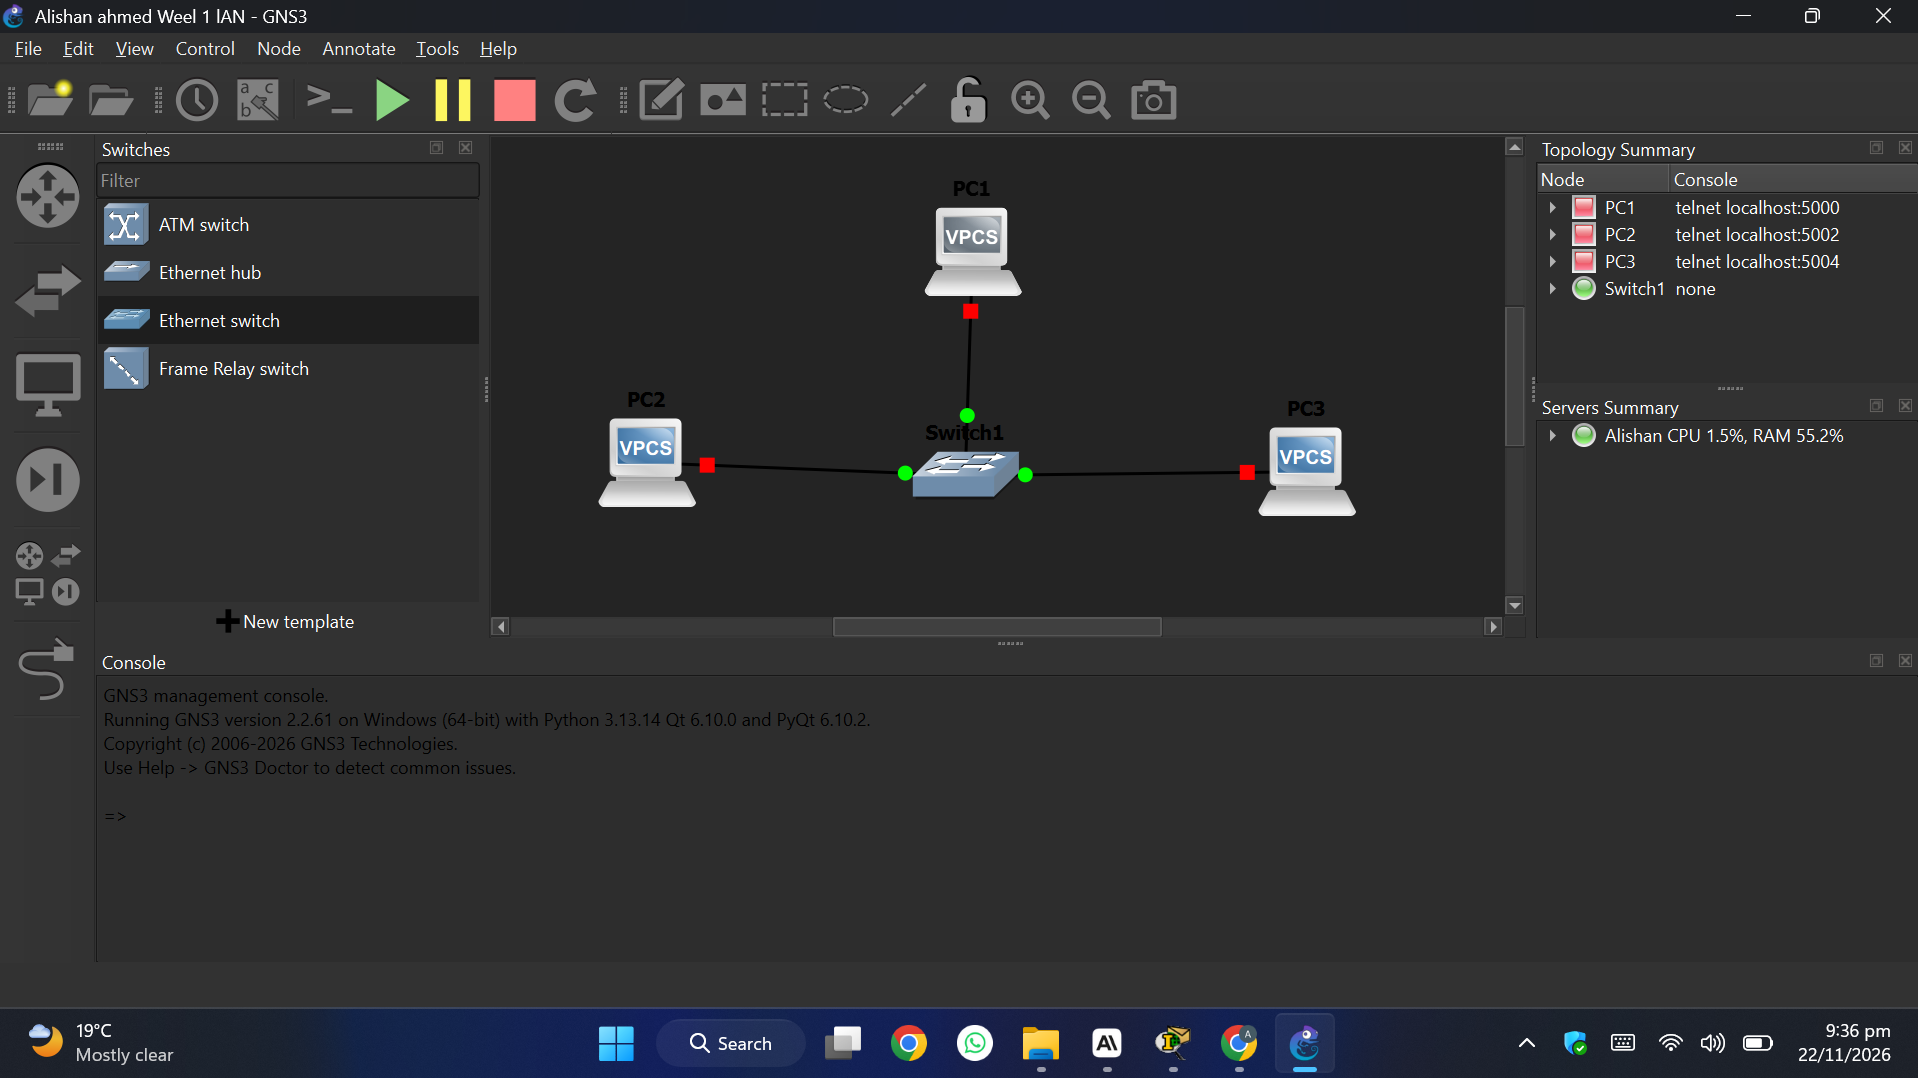 Alishan ahmed Weel 1 lAN - GNS3
File Edit View Control Node Annotate Tools Help
a c
b
>_
Switches
Filter
ATM switch
Ethernet hub
Ethernet switch
Frame Relay switch
New template
PC1
VPCS
PC2
VPCS
Switch1
PC3
VPCS
Topology Summary
Node Console
PC1 telnet localhost:5000
PC2 telnet localhost:5002
PC3 telnet localhost:5004
Switch1 none
Servers Summary
Alishan CPU 1.5%, RAM 55.2%
Console
GNS3 management console.
Running GNS3 version 2.2.61 on Windows (64-bit) with Python 3.13.14 Qt 6.10.0 and PyQt 6.10.2.
Copyright (c) 2006-2026 GNS3 Technologies.
Use Help -> GNS3 Doctor to detect common issues.
=>
19°C
Mostly clear
Search
A\
A
9:36 pm
22/11/2026